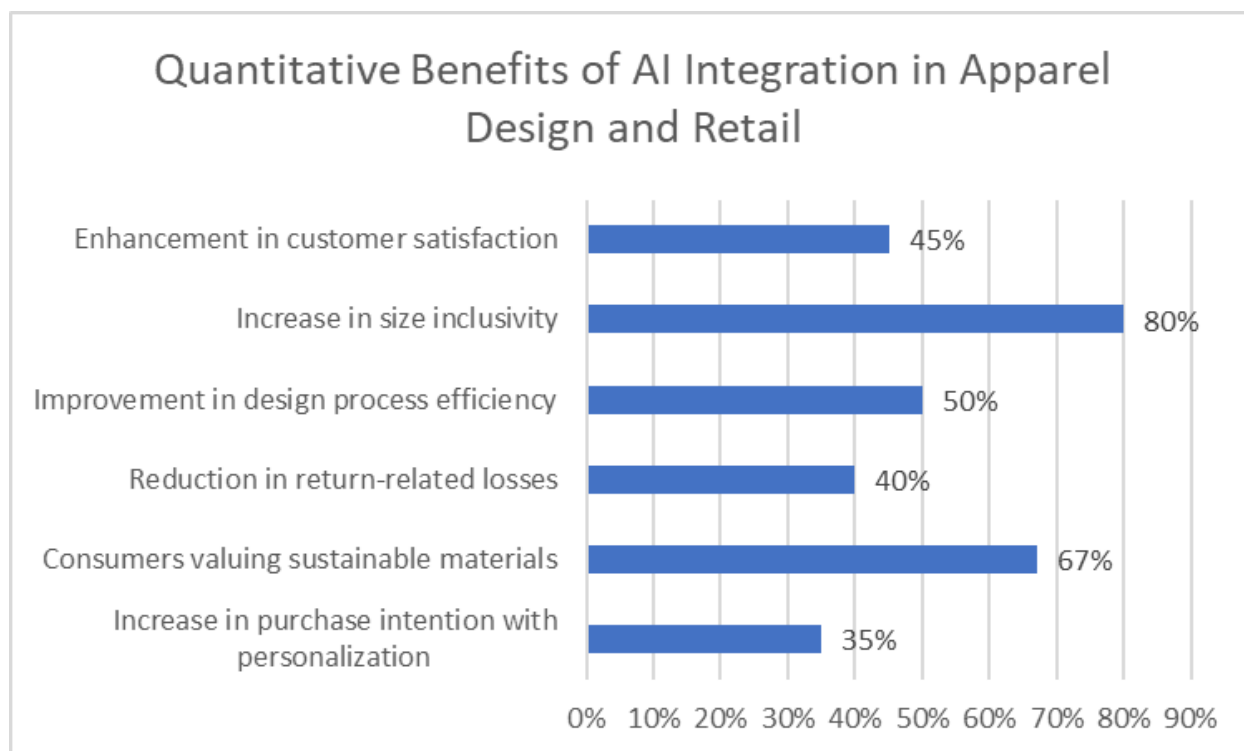 Quantitative Benefits of AI Integration in Apparel
Design and Retail
Enhancement in customer satisfaction
45%
Increase in size inclusivity
80%
Improvement in design process efficiency
50%
Reduction in return-related losses
40%
Consumers valuing sustainable materials
67%
Increase in purchase intention with
personalization
35%
0% 10% 20% 30% 40% 50% 60% 70% 80% 90%